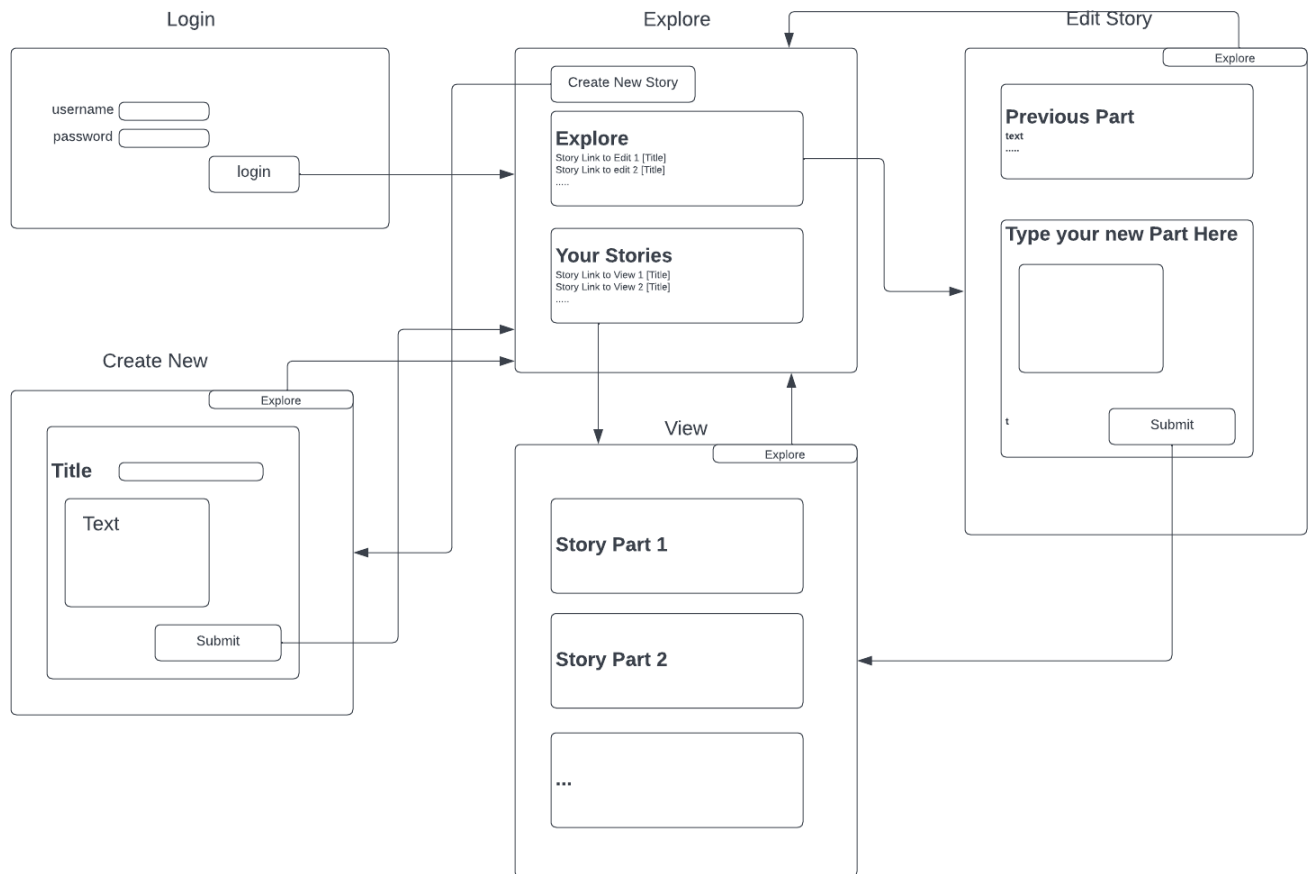 Login
username
password
login
Explore
Create New Story
Explore
Story Link to Edit 1 [Title]
Story Link to edit 2 [Title]
.....
Your Stories
Story Link to View 1 [Title]
Story Link to View 2 [Title]
.....
Edit Story
Explore
Previous Part
text
.....
Type your new Part Here
t
Submit
Create New
Explore
Title
Text
Submit
View
Explore
Story Part 1
Story Part 2
...